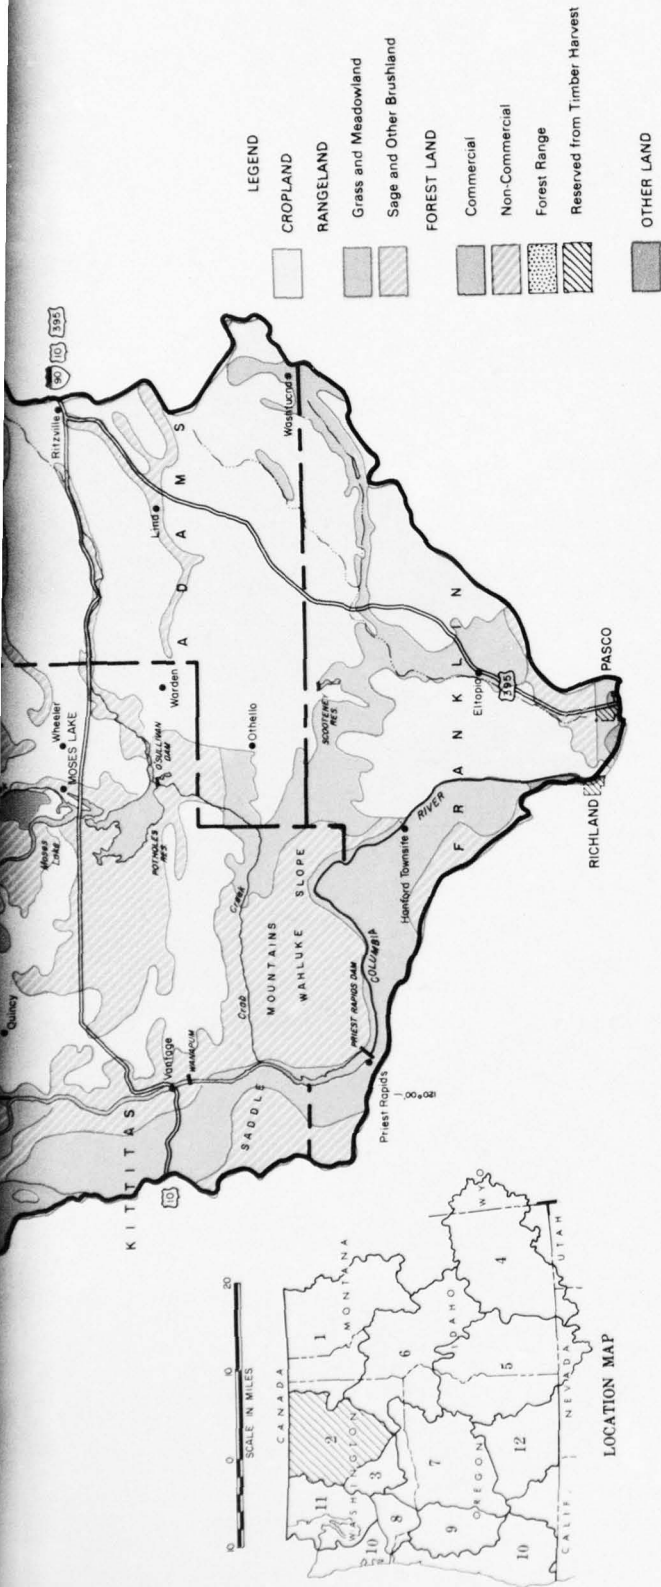 LEGEND
CROPLAND
RANGELAND
Grass and Meadowland
Sage and Other Brushland
FOREST LAND
Commercial
Non-Commercial
Forest Range
Reserved from Timber Harvest
OTHER LAND
90
10
395
Ritzville
Lind
ADAMS
Washtucna
Wheeler
MOSES LAKE
Moses
Lake
O'SULLIVAN
DAM
POTHOLES
RES.
Warden
Othello
SCOOTENEY
RES.
Eltopia
395
FRANKLIN
PASCO
RICHLAND
RIVER
Hanford Townsite
COLUMBIA
Quincy
Crab
Creek
MOUNTAINS
WAHLUKE SLOPE
PRIEST RAPIDS DAM
Priest Rapids
Vantage
WANAPUM
SADDLE
KITTITAS
10
10 0 10 20
SCALE IN MILES
CANADA
MONTANA
WASHINGTON
IDAHO
WYO
OREGON
CALIF.
NEVADA
UTAH
1
2
3
4
5
6
7
8
9
10
10
11
12
LOCATION MAP